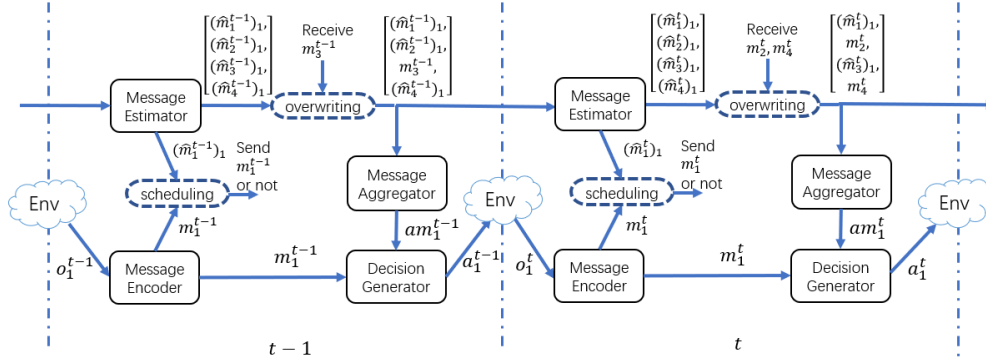 [(m̂₁ᵗ⁻¹)₁,
(m̂₂ᵗ⁻¹)₁,
(m̂₃ᵗ⁻¹)₁,
(m̂₄ᵗ⁻¹)₁]
Receive
m₃ᵗ⁻¹
[(m̂₁ᵗ⁻¹)₁,
(m̂₂ᵗ⁻¹)₁,
m₃ᵗ⁻¹,
(m̂₄ᵗ⁻¹)₁]
Message
Estimator
overwriting
(m̂₁ᵗ⁻¹)₁
Send
m₁ᵗ⁻¹
or not
scheduling
Message
Aggregator
Env
m₁ᵗ⁻¹
am₁ᵗ⁻¹
o₁ᵗ⁻¹
Message
Encoder
m₁ᵗ⁻¹
Decision
Generator
a₁ᵗ⁻¹
t − 1
[(m̂₁ᵗ)₁,
(m̂₂ᵗ)₁,
(m̂₃ᵗ)₁,
(m̂₄ᵗ)₁]
Receive
m₂ᵗ, m₄ᵗ
[(m̂₁ᵗ)₁,
m₂ᵗ,
(m̂₃ᵗ)₁,
m₄ᵗ]
Message
Estimator
overwriting
(m̂₁ᵗ)₁
Send
m₁ᵗ
or not
scheduling
Message
Aggregator
Env
m₁ᵗ
am₁ᵗ
o₁ᵗ
Message
Encoder
m₁ᵗ
Decision
Generator
a₁ᵗ
Env
t